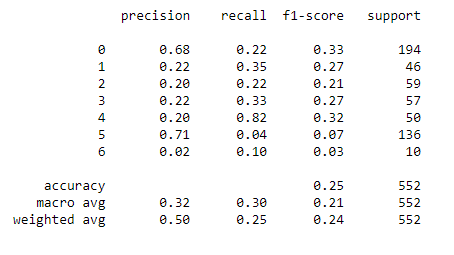 precision recall f1-score support
0 0.68 0.22 0.33 194
1 0.22 0.35 0.27 46
2 0.20 0.22 0.21 59
3 0.22 0.33 0.27 57
4 0.20 0.82 0.32 50
5 0.71 0.04 0.07 136
6 0.02 0.10 0.03 10
accuracy 0.25 552
macro avg 0.32 0.30 0.21 552
weighted avg 0.50 0.25 0.24 552